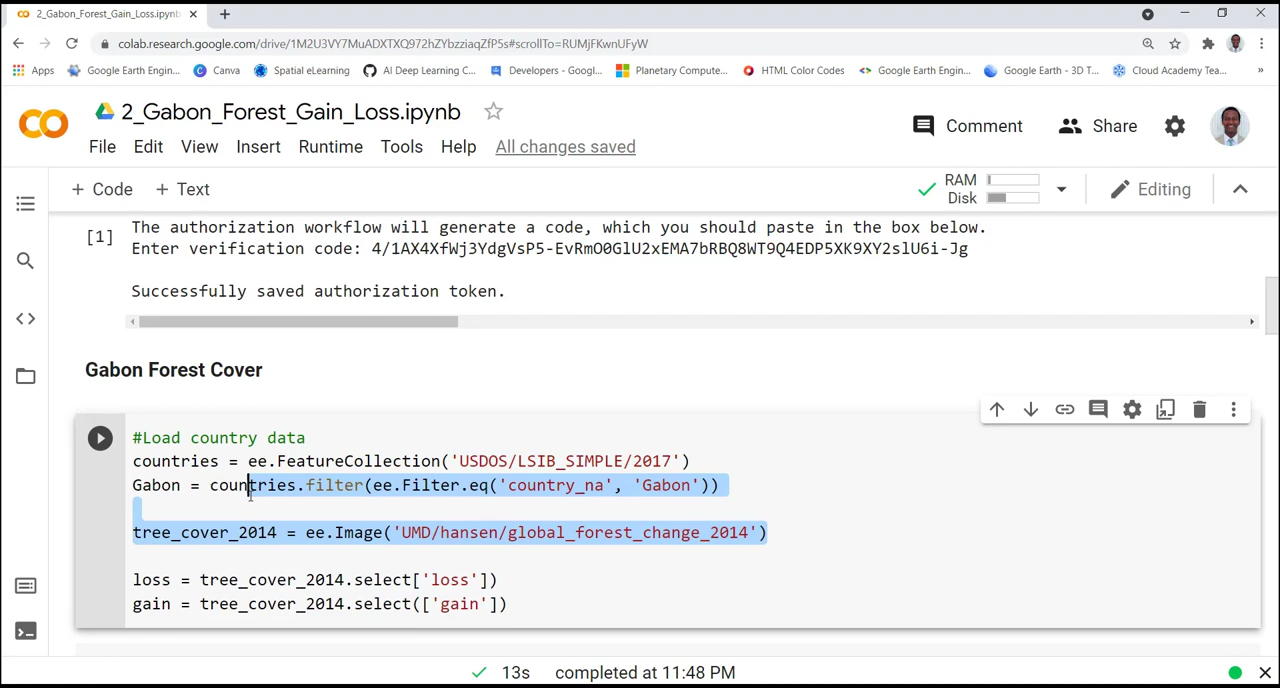 2_Gabon_Forest_Gain_Loss.ipynb
colab.research.google.com/drive/1M2U3VY7MuADXTXQ972hZYbzziaqZfP5s#scrollTo=RUMjFKwnUFyW
Apps Google Earth Engin... Canva Spatial eLearning AI Deep Learning C... Developers - Googl... Planetary Compute... HTML Color Codes Google Earth Engin... Google Earth - 3D T... Cloud Academy Tea... »
2_Gabon_Forest_Gain_Loss.ipynb
Comment Share
File Edit View Insert Runtime Tools Help All changes saved
+ Code + Text
RAM
Disk
Editing
The authorization workflow will generate a code, which you should paste in the box below.
[1]
Enter verification code: 4/1AX4XfWj3YdgVsP5-EvRmO0GlU2xEMA7bRBQ8WT9Q4EDP5XK9XY2slU6i-Jg
Successfully saved authorization token.
Gabon Forest Cover
#Load country data
countries = ee.FeatureCollection('USDOS/LSIB_SIMPLE/2017')
Gabon = countries.filter(ee.Filter.eq('country_na', 'Gabon'))
tree_cover_2014 = ee.Image('UMD/hansen/global_forest_change_2014')
loss = tree_cover_2014.select['loss'])
gain = tree_cover_2014.select(['gain'])
13s completed at 11:48 PM